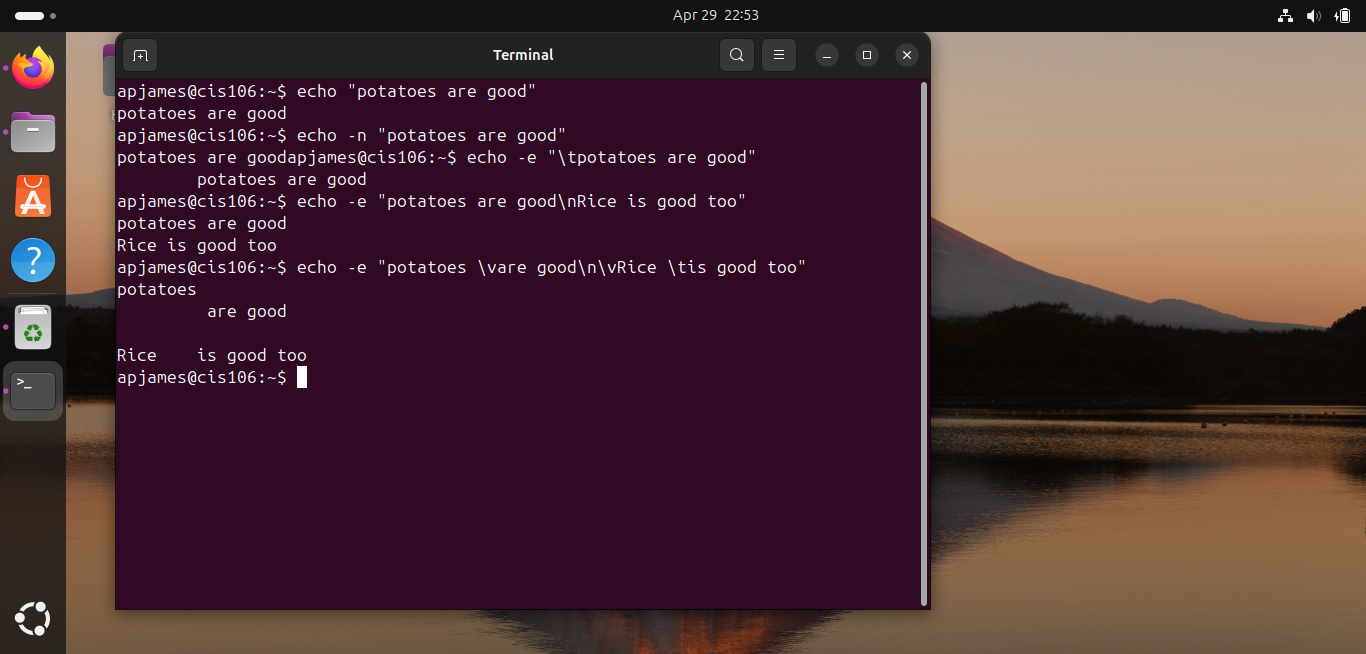 Apr 29 22:53
Terminal
apjames@cis106:~$ echo "potatoes are good"
potatoes are good
apjames@cis106:~$ echo -n "potatoes are good"
potatoes are goodapjames@cis106:~$ echo -e "\tpotatoes are good"
        potatoes are good
apjames@cis106:~$ echo -e "potatoes are good\nRice is good too"
potatoes are good
Rice is good too
apjames@cis106:~$ echo -e "potatoes \vare good\n\vRice \tis good too"
potatoes
         are good

Rice    is good too
apjames@cis106:~$